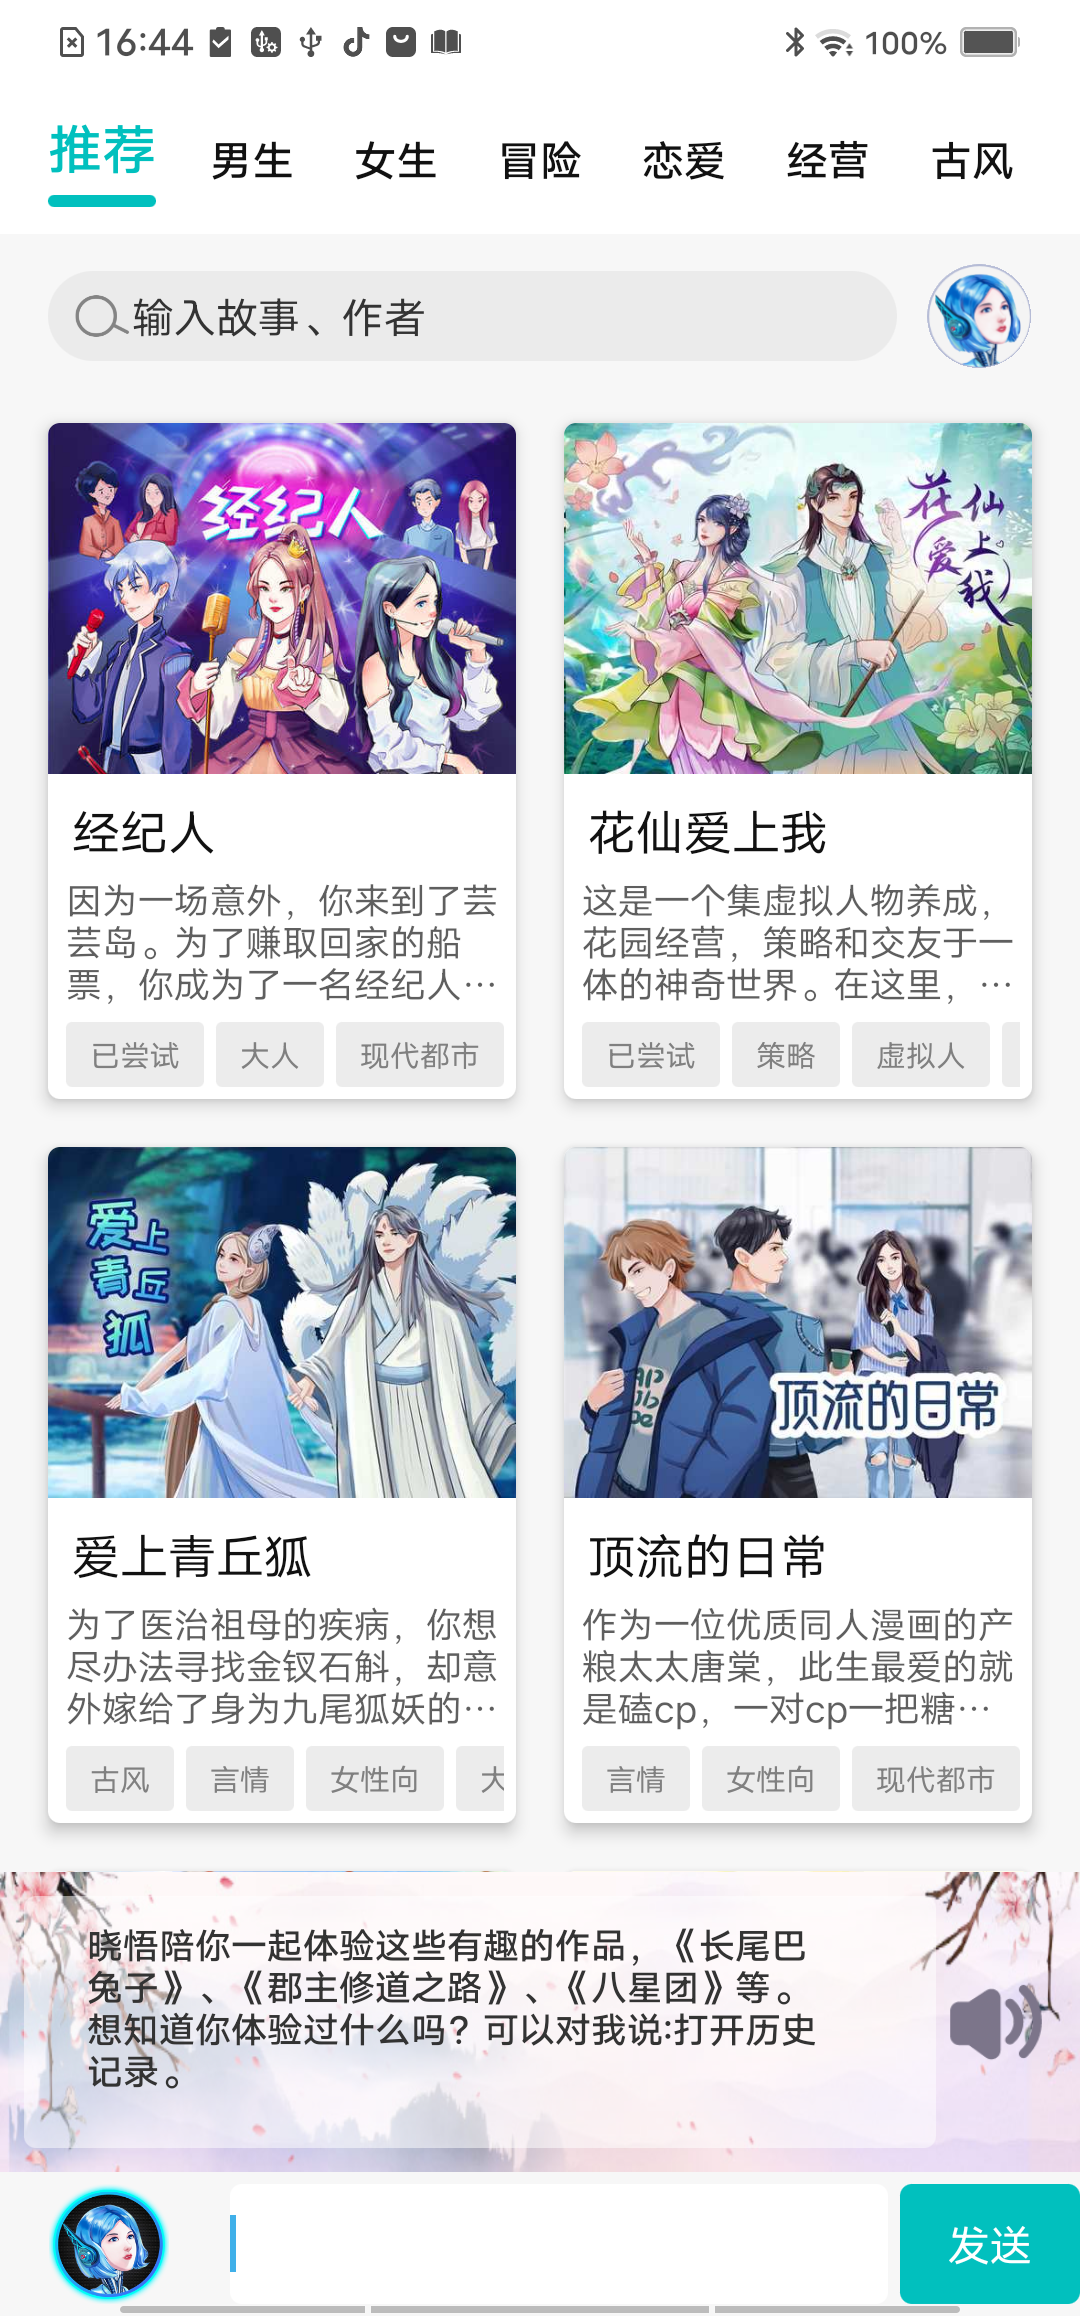 16:44
100%
推荐 男生 女生 冒险 恋爱 经营 古风
输入故事、作者
经纪人
经纪人
因为一场意外，你来到了芸
芸岛。为了赚取回家的船
票，你成为了一名经纪人…
已尝试 大人 现代都市
花仙
爱上
我
花仙爱上我
这是一个集虚拟人物养成，
花园经营，策略和交友于一
体的神奇世界。在这里，…
已尝试 策略 虚拟人
爱上
青丘
狐
爱上青丘狐
为了医治祖母的疾病，你想
尽办法寻找金钗石斛，却意
外嫁给了身为九尾狐妖的…
古风 言情 女性向 大
顶流的日常
顶流的日常
作为一位优质同人漫画的产
粮太太唐棠，此生最爱的就
是磕cp，一对cp一把糖…
言情 女性向 现代都市
晓悟陪你一起体验这些有趣的作品，《长尾巴
兔子》、《郡主修道之路》、《八星团》等。
想知道你体验过什么吗？可以对我说:打开历史
记录。
发送